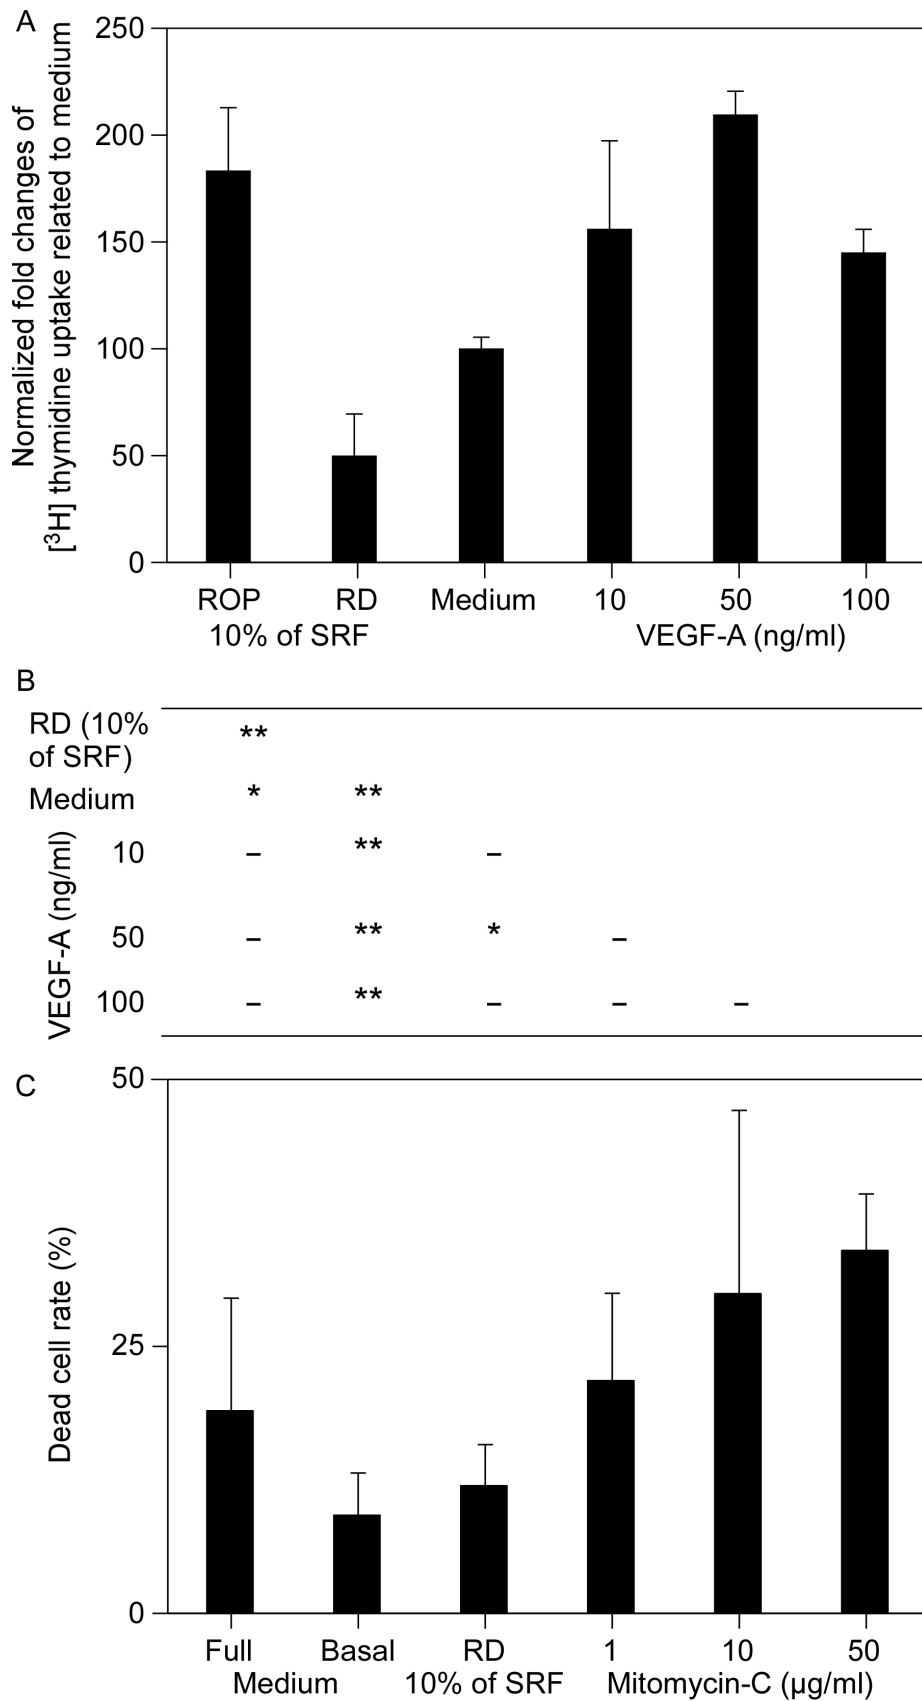 A
Normalized fold changes of
[³H] thymidine uptake related to medium
250
200
150
100
50
0
ROP RD Medium 10 50 100
10% of SRF VEGF-A (ng/ml)
B
RD (10%
of SRF)
**
Medium * **
VEGF-A (ng/ml)
10 – ** –
50 – ** * –
100 – ** – – –
C
Dead cell rate (%)
50
25
0
Full Basal RD 1 10 50
Medium 10% of SRF Mitomycin-C (µg/ml)